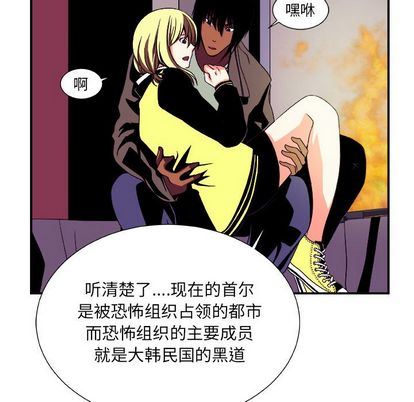 嘿咻
啊
听清楚了....现在的首尔
是被恐怖组织占领的都市
而恐怖组织的主要成员
就是大韩民国的黑道